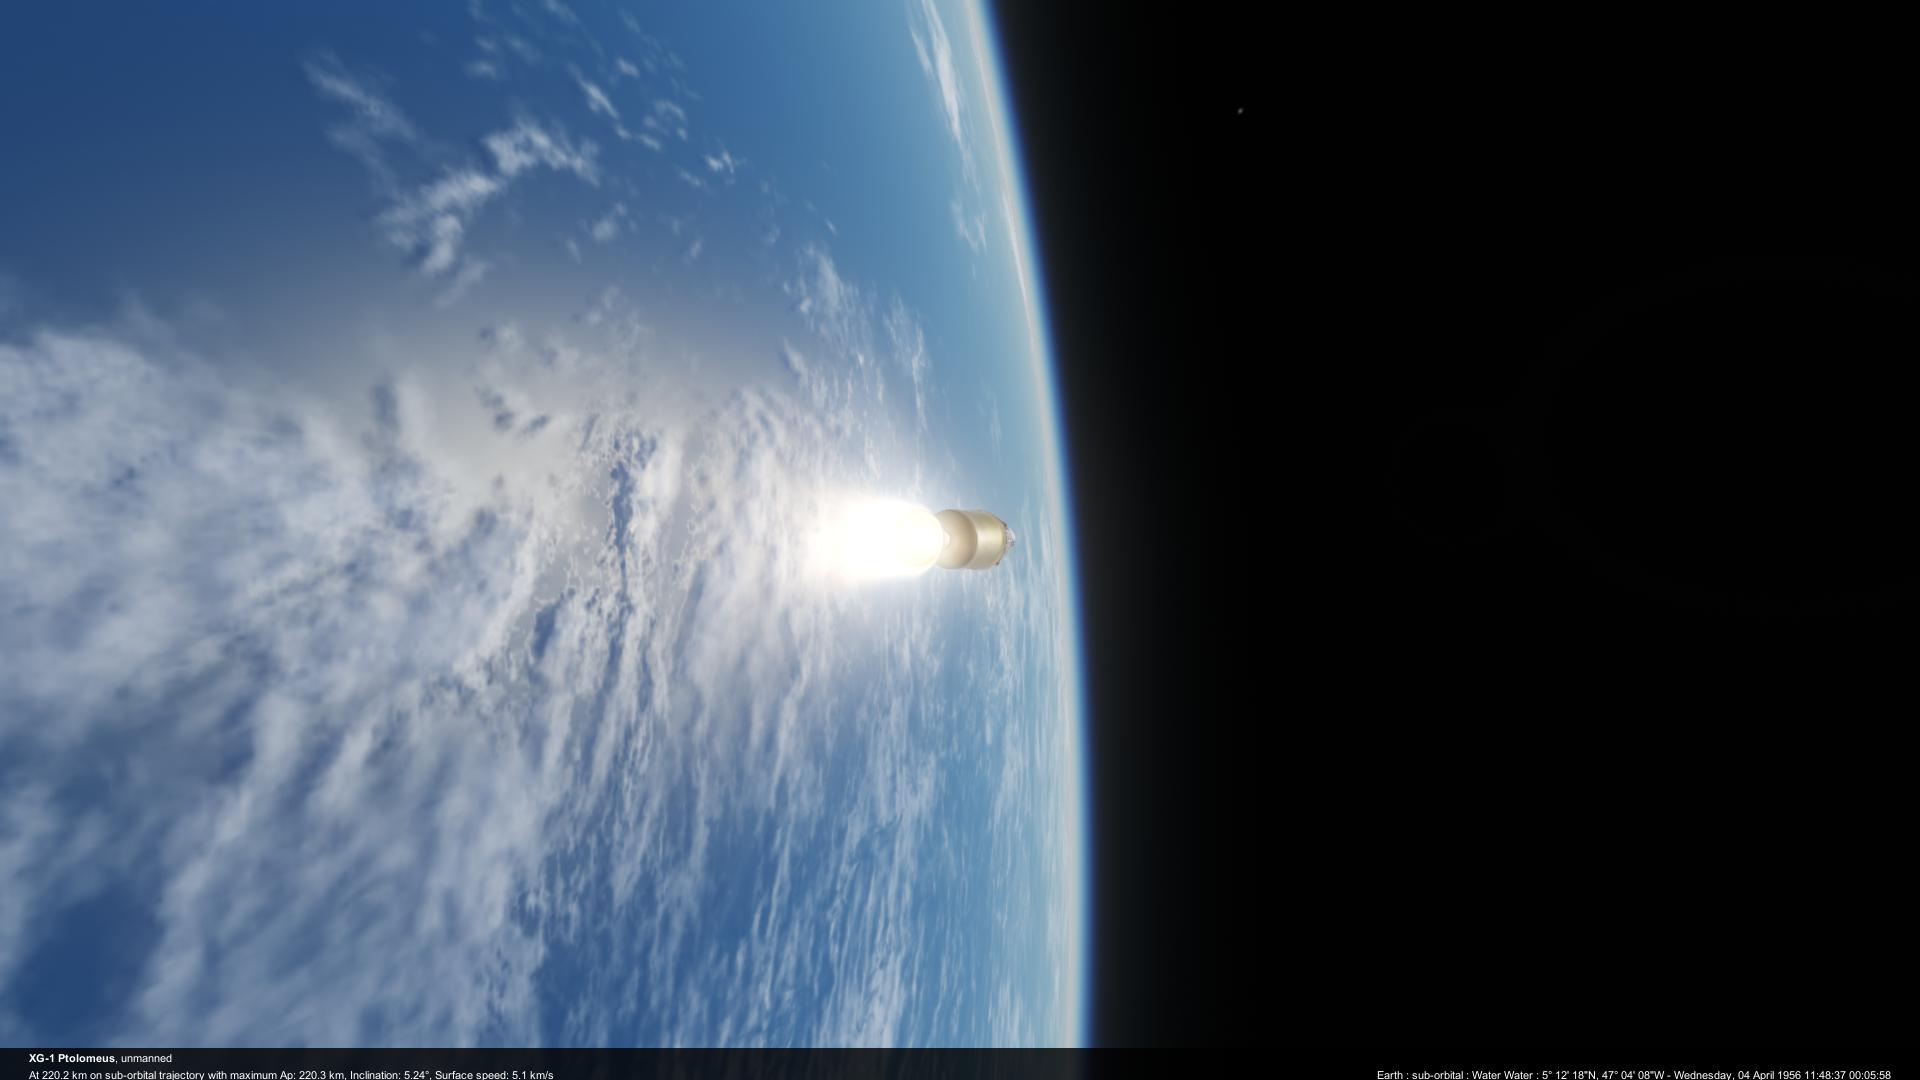 XG-1 Ptolomeus, unmanned
At 220.2 km on sub-orbital trajectory with maximum Ap: 220.3 km, Inclination: 5.24°, Surface speed: 5.1 km/s
Earth : sub-orbital : Water Water : 5° 12' 18"N, 47° 04' 08"W - Wednesday, 04 April 1956 11:48:37 00:05:58